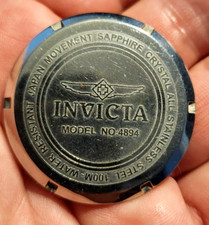 WATER RESISTANT JAPAN MOVEMENT SAPPHIRE CRYSTAL ALL STAINLESS STEEL 100M
INVICTA
MODEL NO.4894